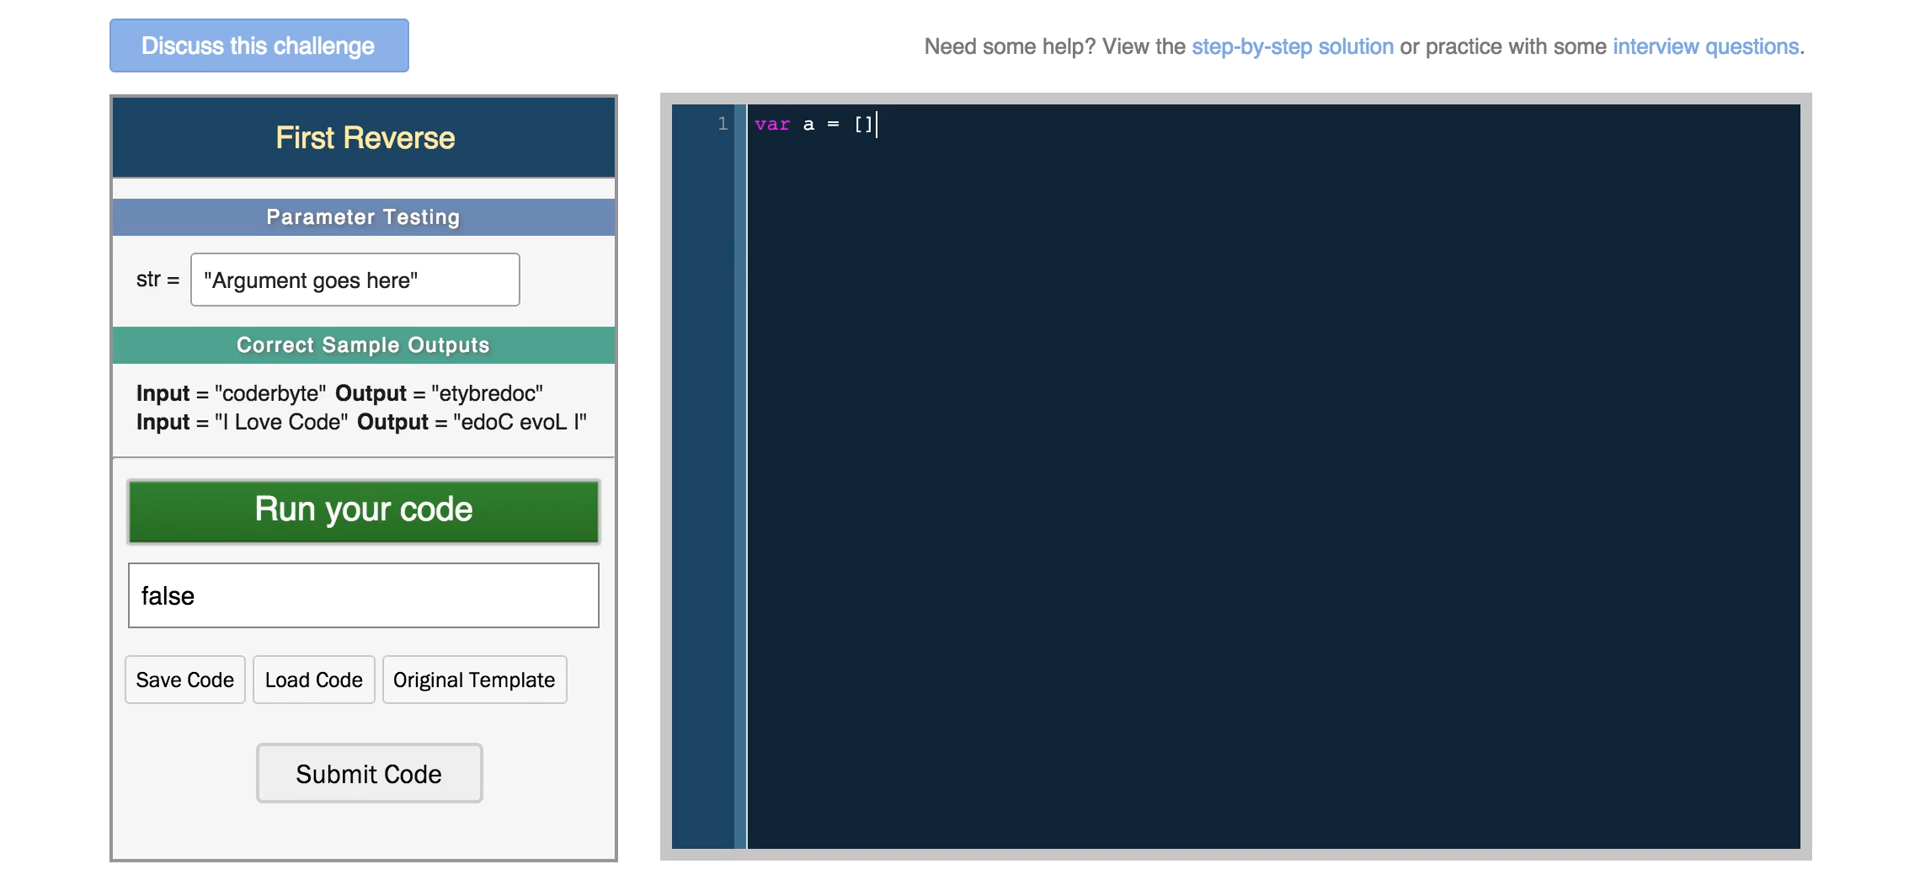 Discuss this challenge
Need some help? View the step-by-step solution or practice with some interview questions.
First Reverse
Parameter Testing
str = "Argument goes here"
Correct Sample Outputs
Input = "coderbyte" Output = "etybredoc"
Input = "I Love Code" Output = "edoC evoL I"
Run your code
false
Save Code Load Code Original Template
Submit Code
1 var a = []